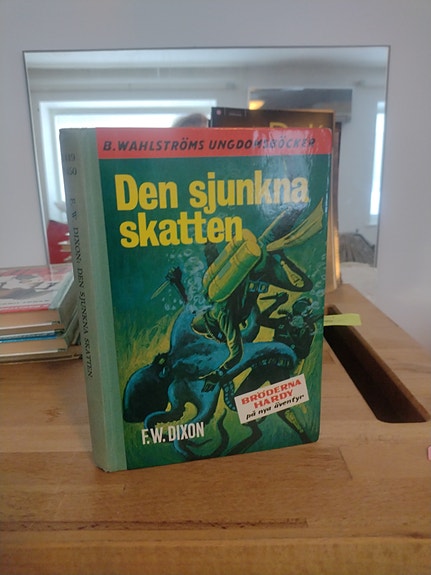 B.WAHLSTRÖMS UNGDOMSBÖCKER
Den sjunkna
skatten
BRÖDERNA
HARDY
på nya äventyr
F.W. DIXON
F. W. DIXON: DEN SJUNKNA SKATTEN